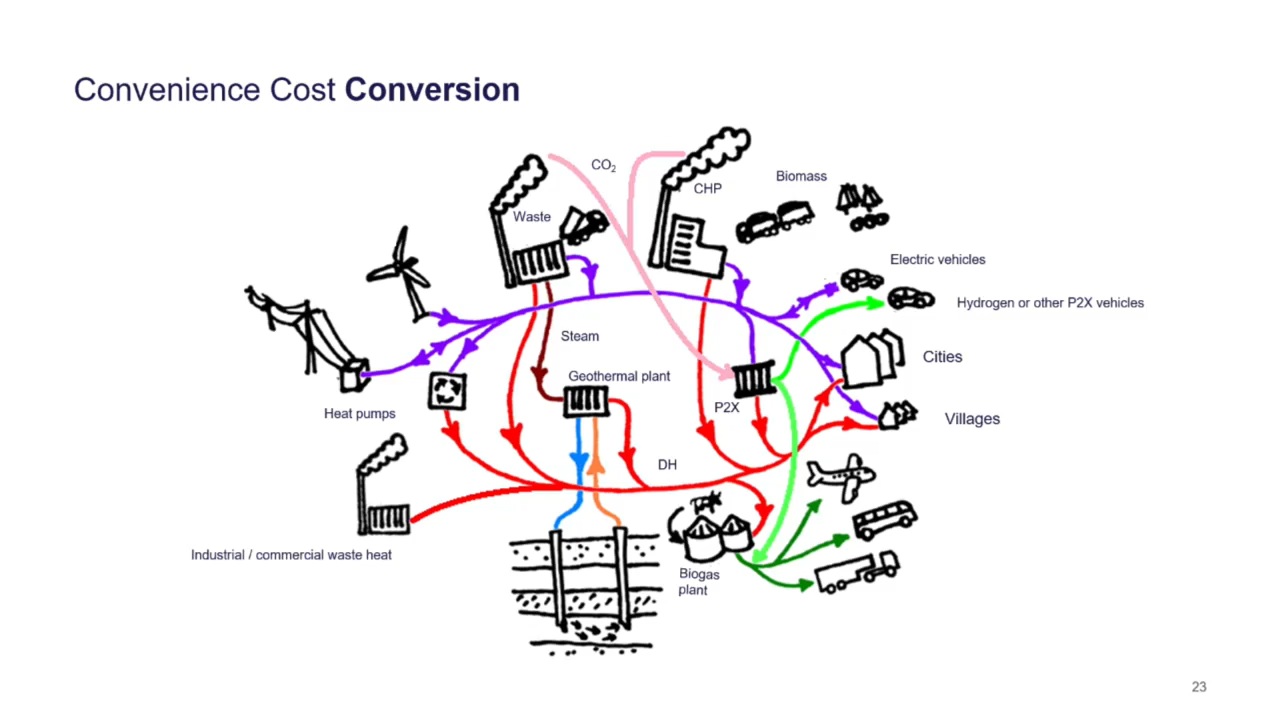 Convenience Cost Conversion
CO₂
CHP
Biomass
Waste
Electric vehicles
Hydrogen or other P2X vehicles
Steam
Cities
Geothermal plant
Heat pumps
P2X
Villages
DH
Industrial / commercial waste heat
Biogas
plant
23